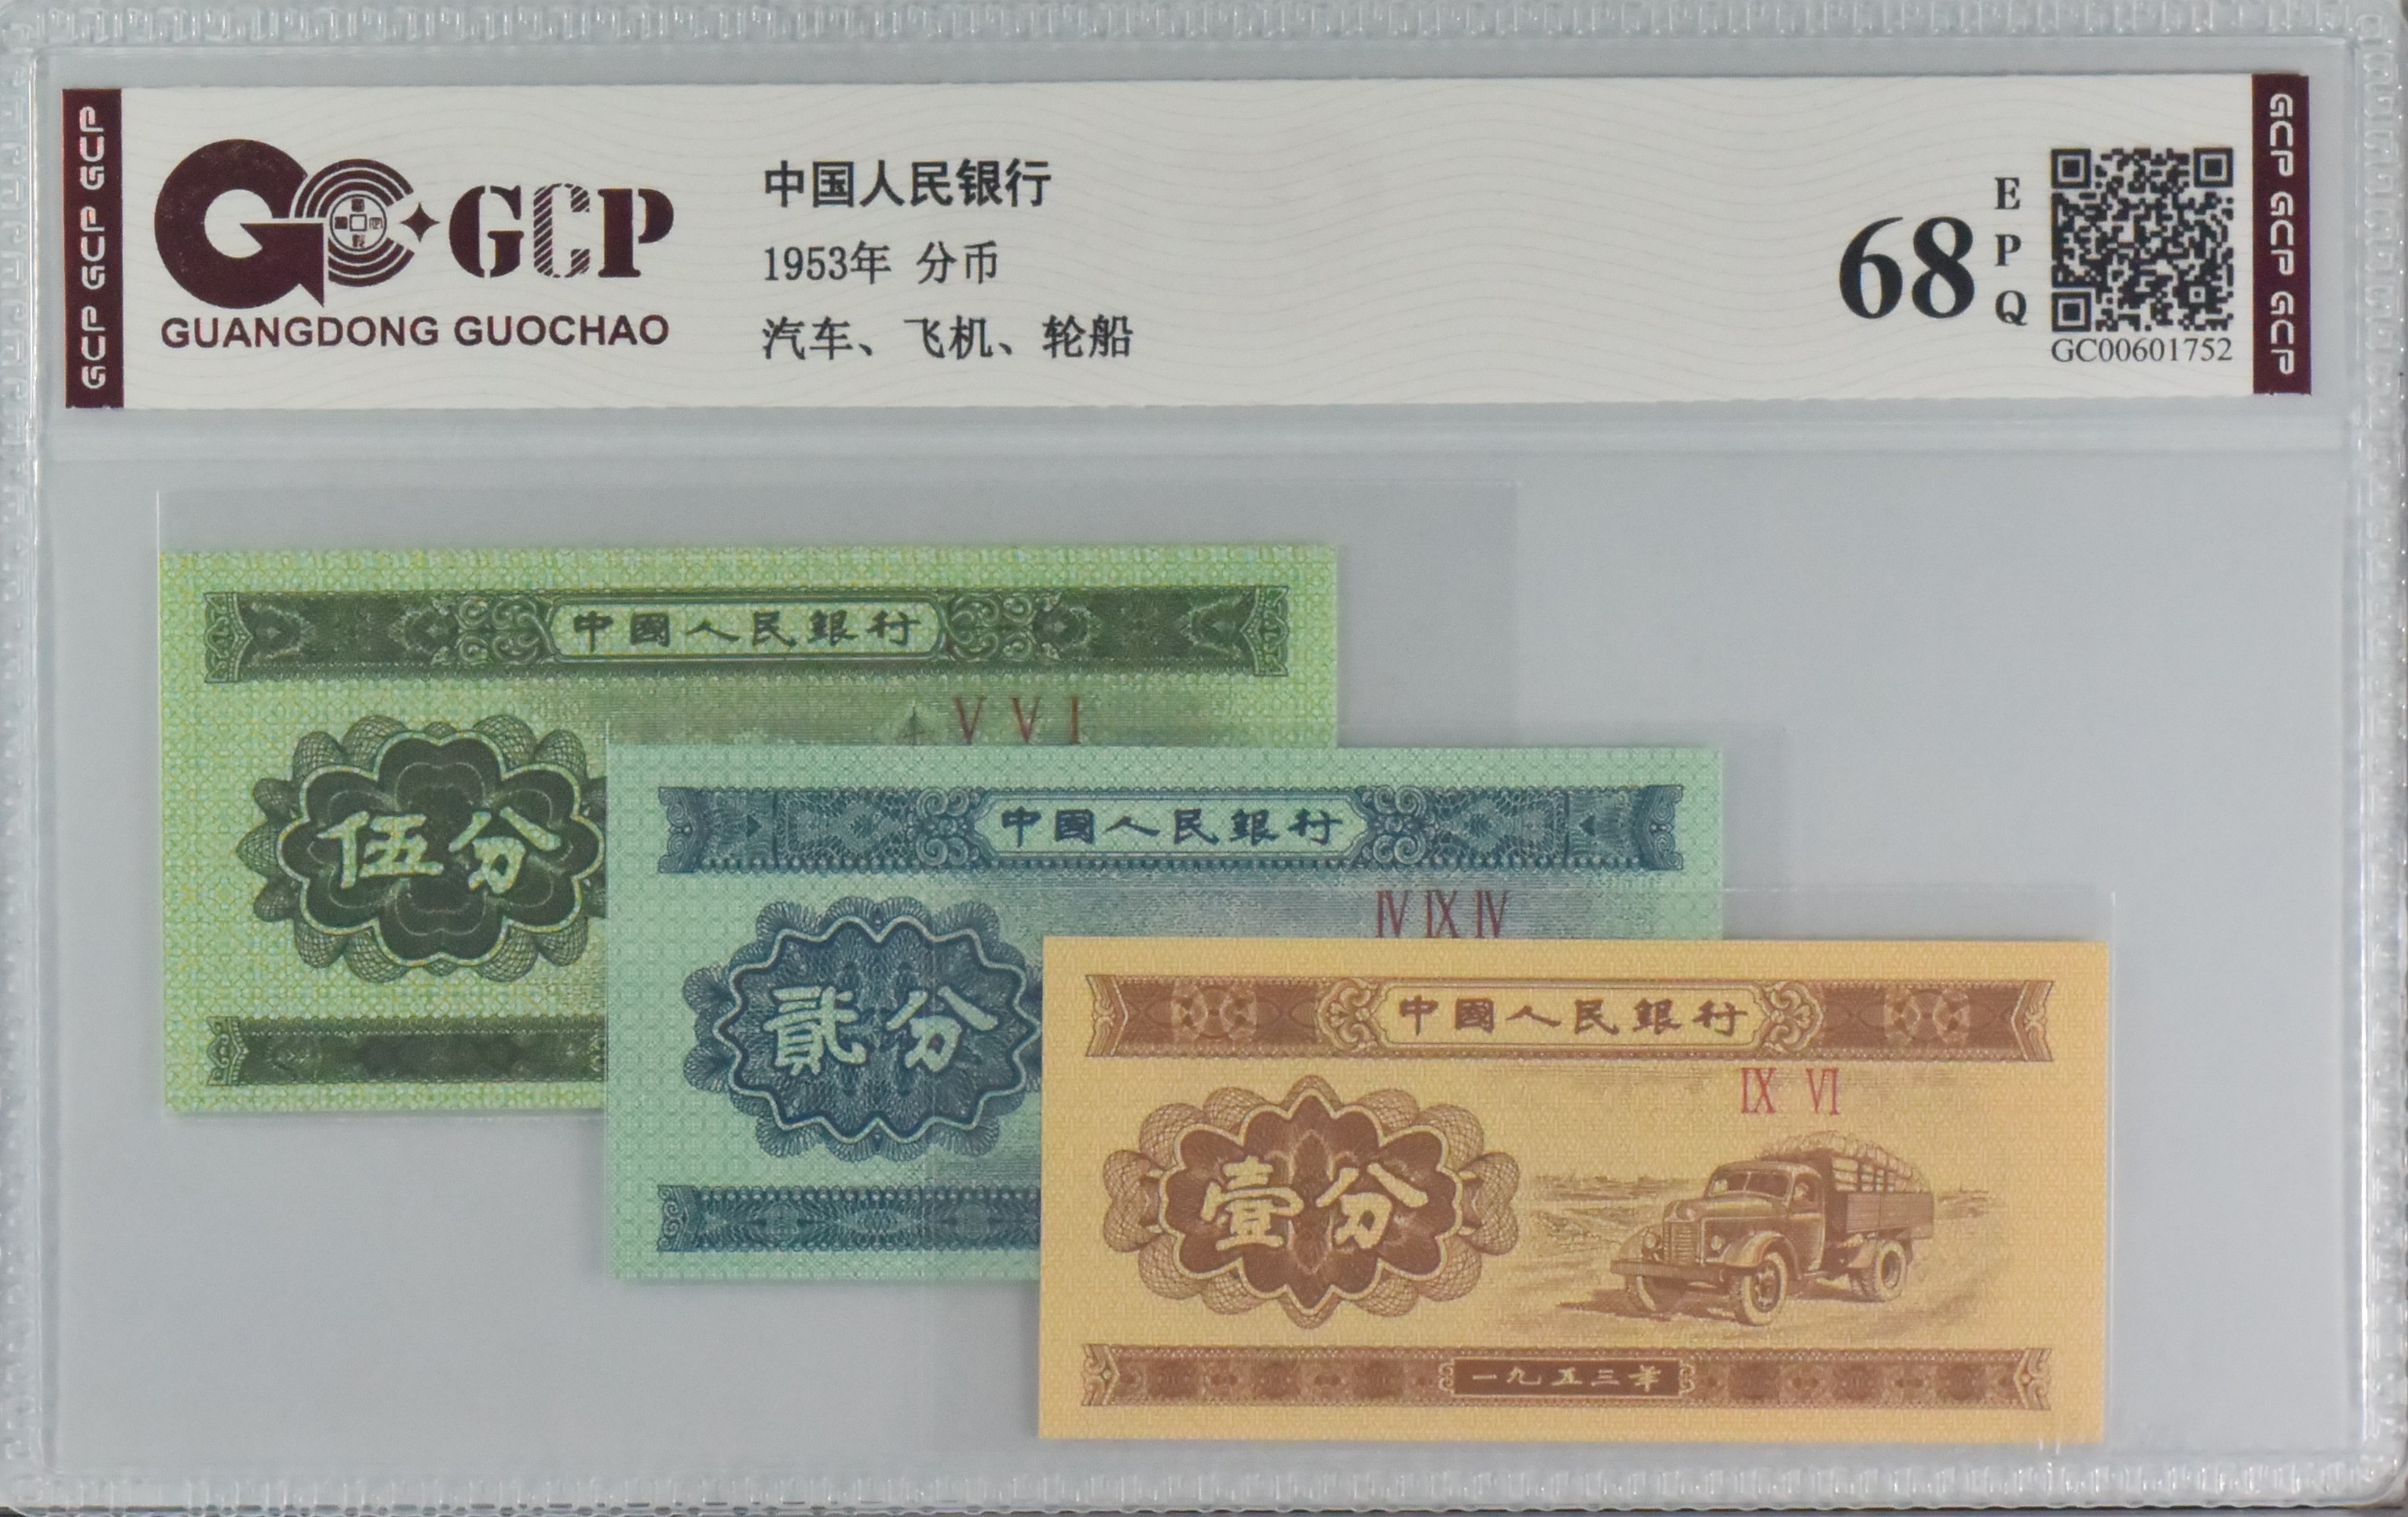 GCP GCP GCP
GCP
GUANGDONG GUOCHAO
中国人民银行
1953年 分币
汽车、飞机、轮船
68
EPQ
GC00601752
GCP GCP GCP
中國人民銀行
V V I
伍分
中國人民銀行
IV IX IV
貳分
中國人民銀行
IX VI
壹分
一九五三年